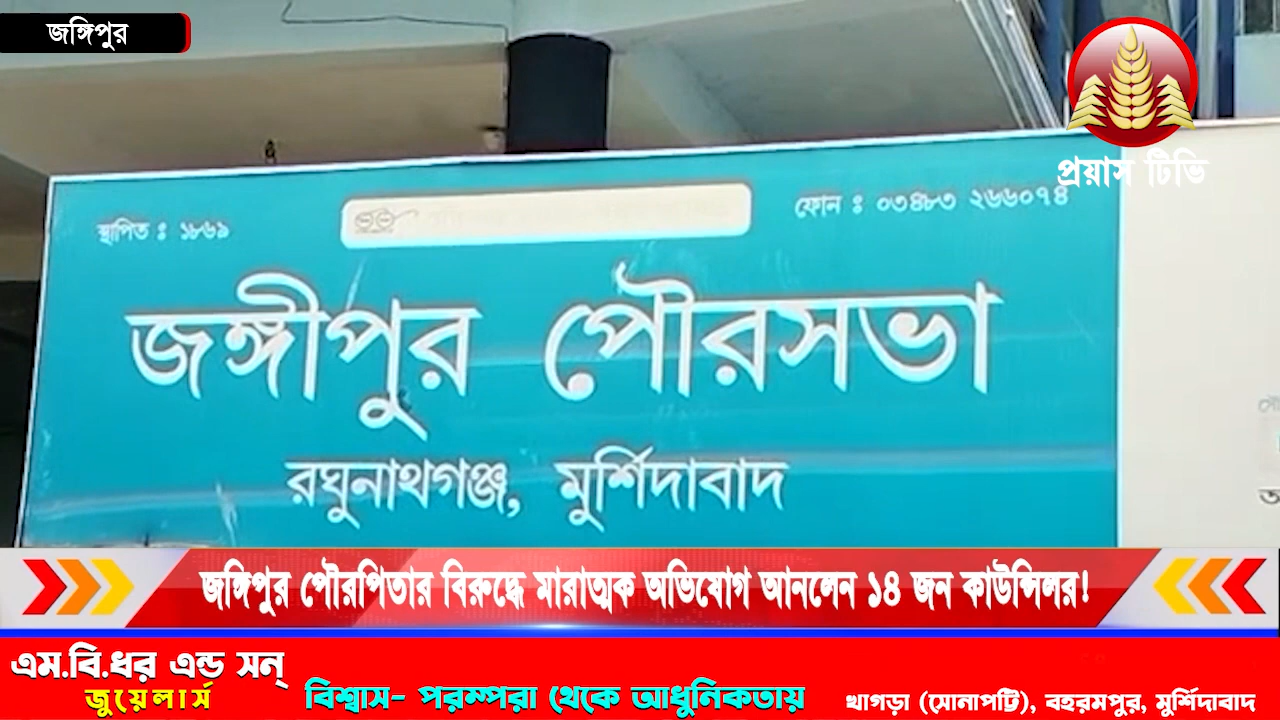 জঙ্গিপুর
প্রয়াস টিভি
স্থাপিত ঃ ১৮৬৯
ফোন ঃ ০৩৪৮৩ ২৬৬০৭৪
জঙ্গীপুর পৌরসভা
রঘুনাথগঞ্জ, মুর্শিদাবাদ
জঙ্গিপুর পৌরপিতার বিরুদ্ধে মারাত্মক অভিযোগ আনলেন ১৪ জন কাউন্সিলর!
এম.বি.ধর এন্ড সন্
জুয়েলার্স
বিশ্বাস- পরম্পরা থেকে আধুনিকতায়
খাগড়া (সোনাপট্টি), বহরমপুর, মুর্শিদাবাদ